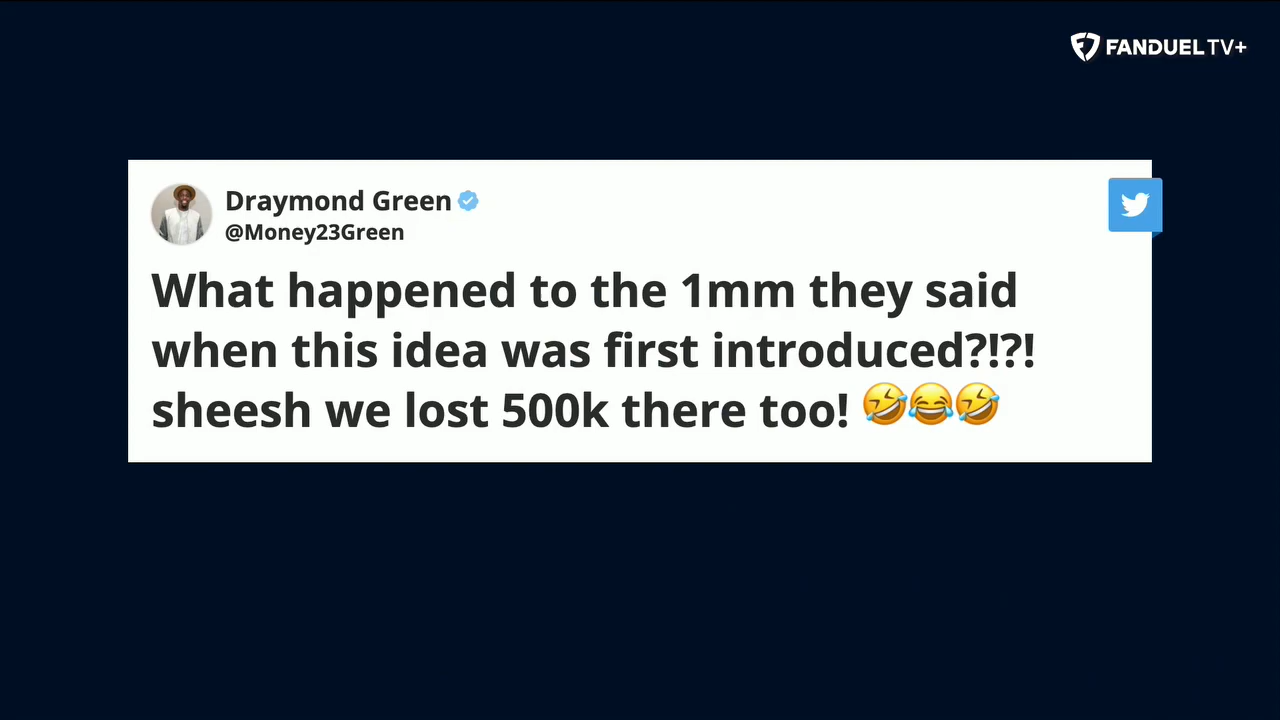 FANDUEL TV+
Draymond Green
@Money23Green
What happened to the 1mm they said
when this idea was first introduced?!?!
sheesh we lost 500k there too! 🤣😂🤣